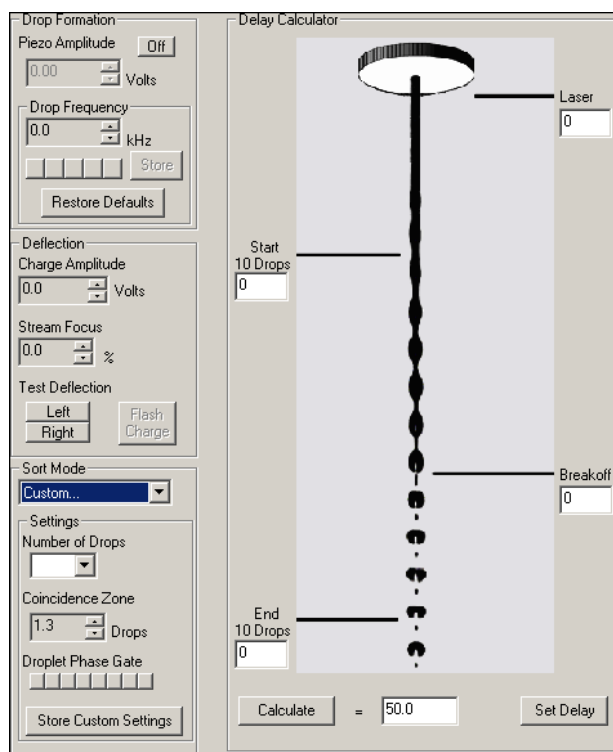 Drop Formation
Piezo Amplitude
Off
0.00
Volts
Drop Frequency
0.0
kHz
Store
Restore Defaults
Deflection
Charge Amplitude
0.0
Volts
Stream Focus
0.0
%
Test Deflection
Left
Right
Flash
Charge
Sort Mode
Custom...
Settings
Number of Drops
Coincidence Zone
1.3
Drops
Droplet Phase Gate
Store Custom Settings
Delay Calculator
Laser
0
Start
10 Drops
0
Breakoff
0
End
10 Drops
0
Calculate
=
50.0
Set Delay